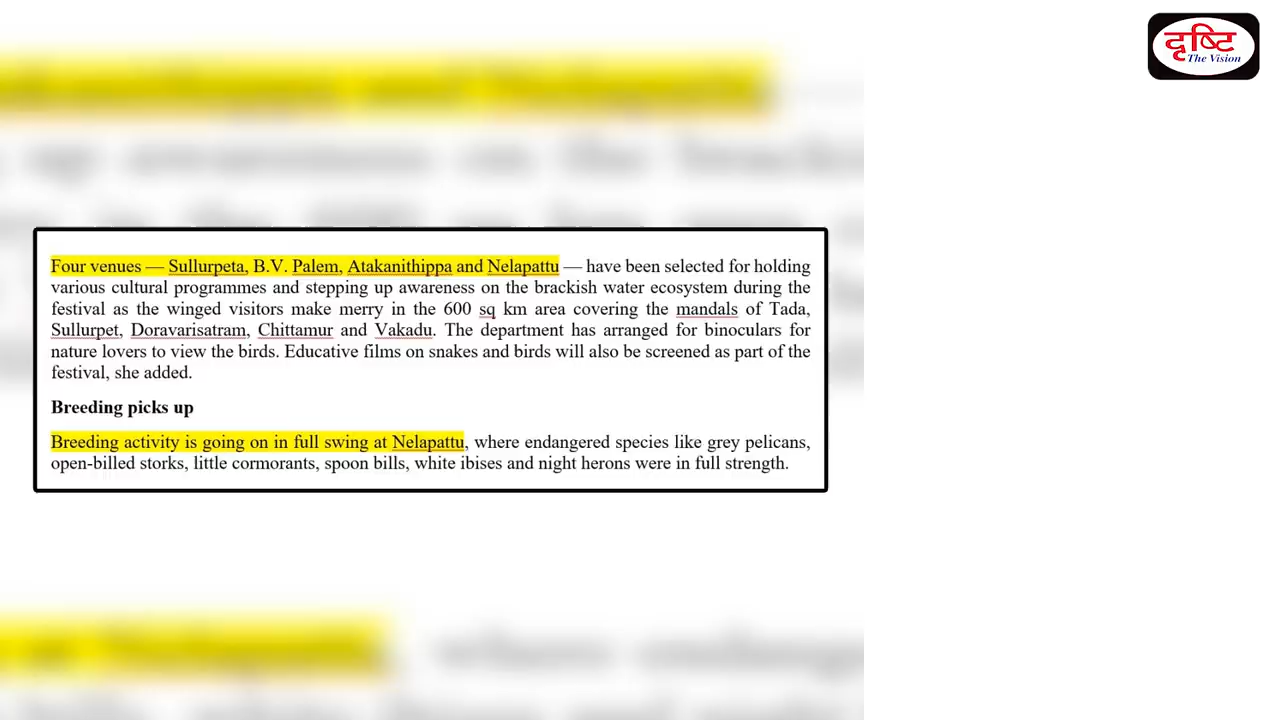 दृष्टि
The Vision
Four venues — Sullurpeta, B.V. Palem, Atakanithippa and Nelapattu — have been selected for holding
various cultural programmes and stepping up awareness on the brackish water ecosystem during the
festival as the winged visitors make merry in the 600 sq km area covering the mandals of Tada,
Sullurpet, Doravarisatram, Chittamur and Vakadu. The department has arranged for binoculars for
nature lovers to view the birds. Educative films on snakes and birds will also be screened as part of the
festival, she added.
Breeding picks up
Breeding activity is going on in full swing at Nelapattu, where endangered species like grey pelicans,
open-billed storks, little cormorants, spoon bills, white ibises and night herons were in full strength.